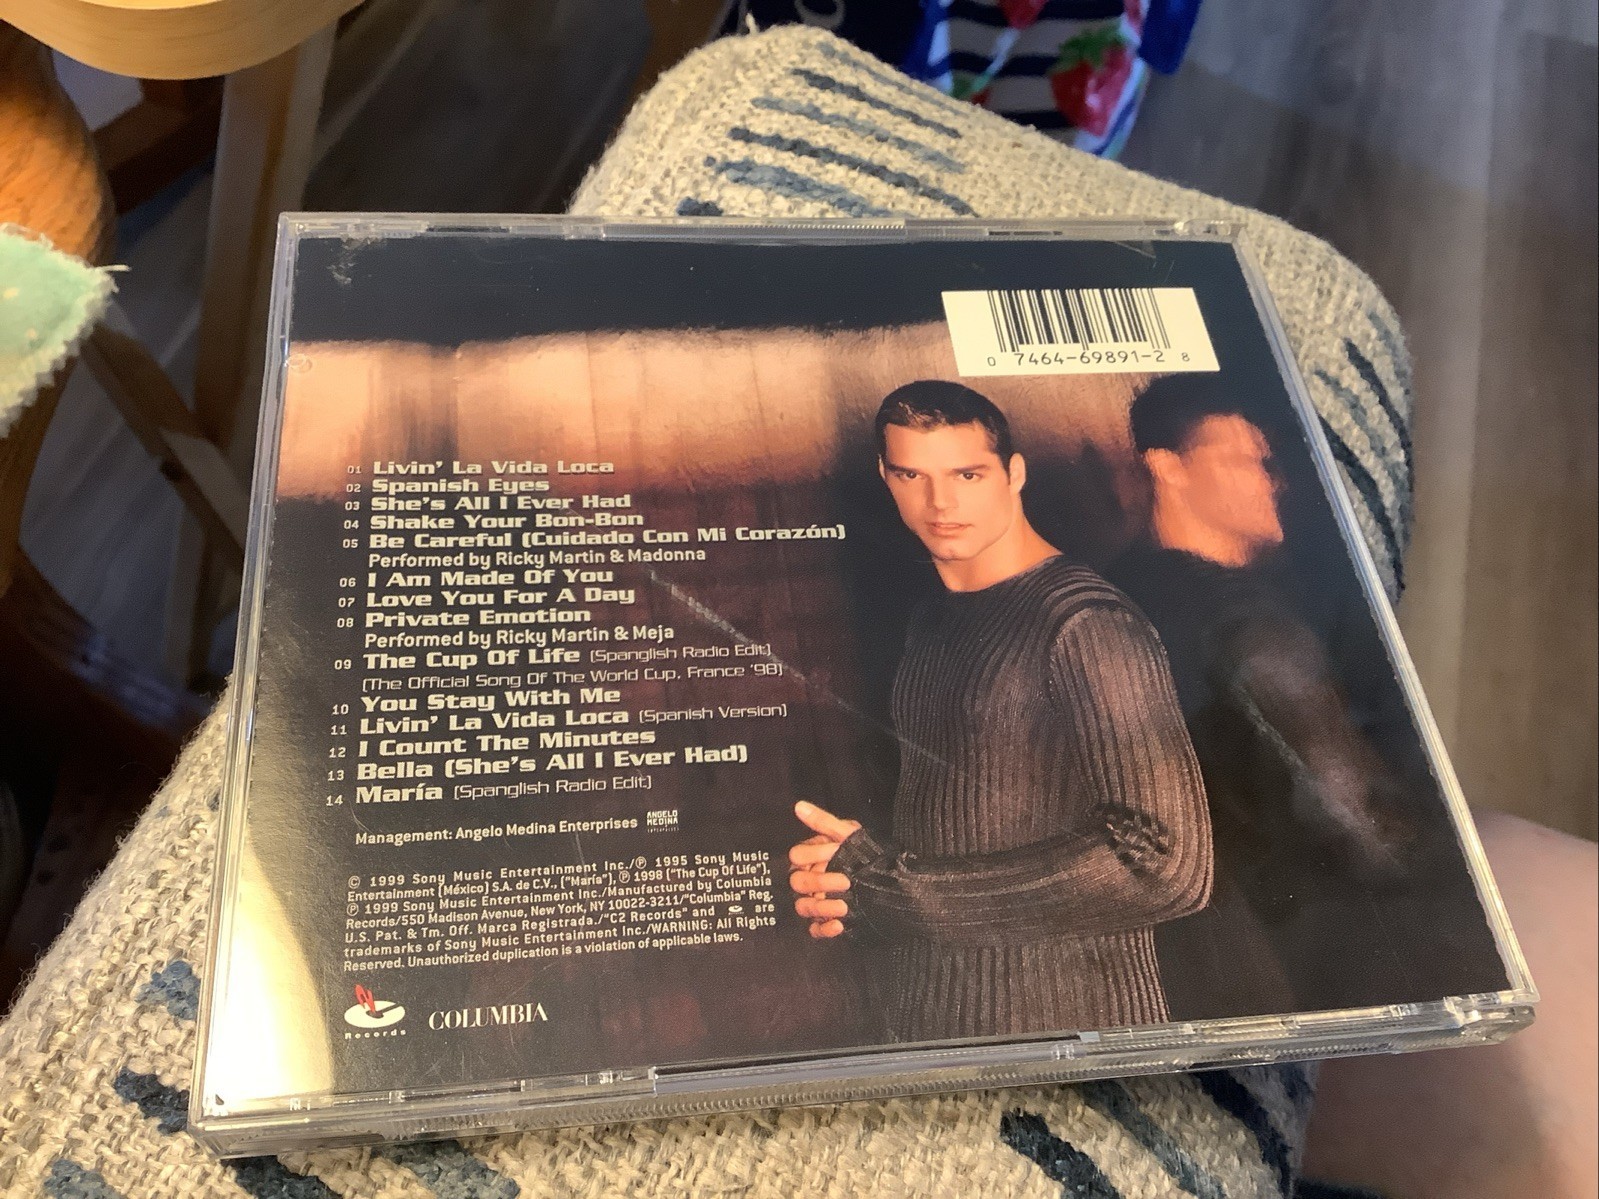 0 7464-69891-2 8
01 Livin' La Vida Loca
02 Spanish Eyes
03 She's All I Ever Had
04 Shake Your Bon-Bon
05 Be Careful (Cuidado Con Mi Corazón)
Performed by Ricky Martin & Madonna
06 I Am Made Of You
07 Love You For A Day
08 Private Emotion
Performed by Ricky Martin & Meja
09 The Cup Of Life (Spanglish Radio Edit)
(The Official Song Of The World Cup, France '98)
10 You Stay With Me
11 Livin' La Vida Loca (Spanish Version)
12 I Count The Minutes
13 Bella (She's All I Ever Had)
14 María (Spanglish Radio Edit)
Management: Angelo Medina Enterprises
ANGELO
MEDINA
© 1999 Sony Music Entertainment Inc./℗ 1995 Sony Music
Entertainment (México) S.A. de C.V., ("María"), ℗ 1998 ("The Cup Of Life"),
℗ 1999 Sony Music Entertainment Inc./Manufactured by Columbia
Records/550 Madison Avenue, New York, NY 10022-3211/"Columbia" Reg.
U.S. Pat. & Tm. Off. Marca Registrada./"C2 Records" and are
trademarks of Sony Music Entertainment Inc./WARNING: All Rights
Reserved. Unauthorized duplication is a violation of applicable laws.
Records
COLUMBIA